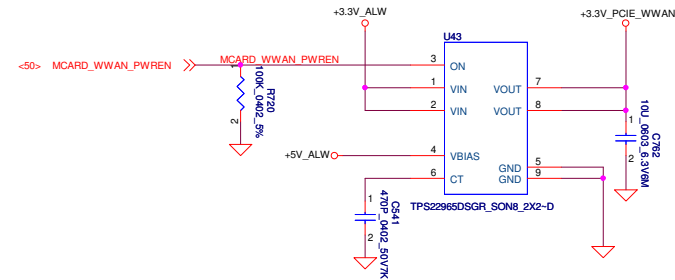 +3.3V_ALW
+3.3V_PCIE_WWAN
U43
<50> MCARD_WWAN_PWREN
MCARD_WWAN_PWREN
3 ON
1 VIN
2 VIN
VOUT 7
VOUT 8
1
R720
100K_0402_5%
2
1
C762
10U_0603_6.3V6M
2
+5V_ALW
4 VBIAS
6 CT
GND 5
GND 9
TPS22965DSGR_SON8_2X2~D
1
C541
470P_0402_50V7K
2